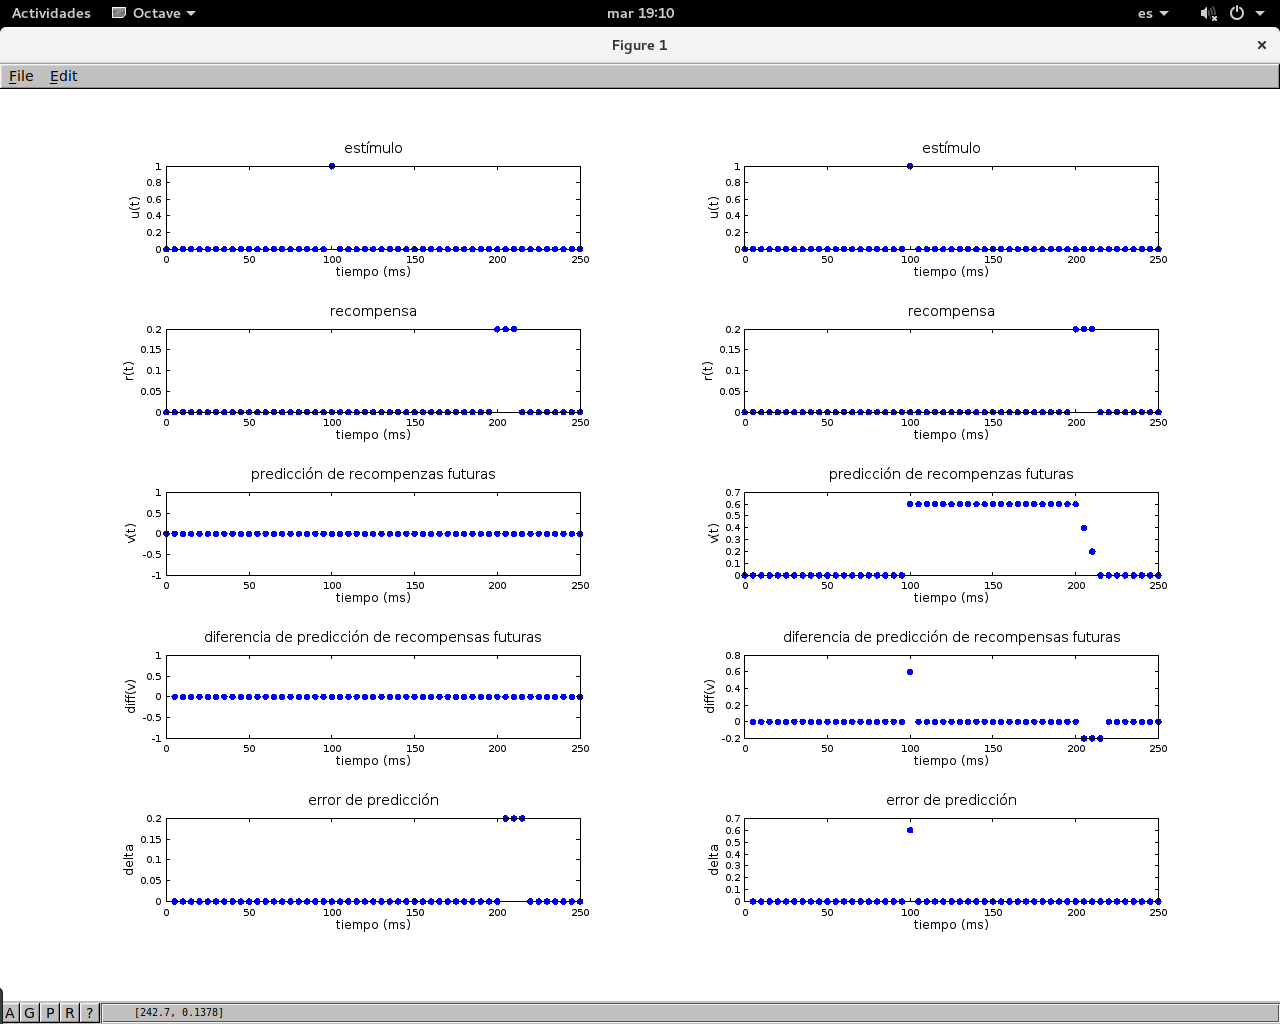 Actividades Octave mar 19:10 es
Figure 1 ×
File Edit
estímulo estímulo
1 1
0.8 0.8
0.6 0.6
u(t) u(t)
0.4 0.4
0.2 0.2
0 0
0 50 100 150 200 250 0 50 100 150 200 250
tiempo (ms) tiempo (ms)
recompensa recompensa
0.2 0.2
0.15 0.15
r(t) r(t)
0.1 0.1
0.05 0.05
0 0
0 50 100 150 200 250 0 50 100 150 200 250
tiempo (ms) tiempo (ms)
predicción de recompenzas futuras predicción de recompenzas futuras
1 0.7
0.5 0.6
0.5
v(t) v(t)
0 0.4
0.3
-0.5 0.2
0.1
-1 0
0 50 100 150 200 250 0 50 100 150 200 250
tiempo (ms) tiempo (ms)
diferencia de predicción de recompensas futuras diferencia de predicción de recompensas futuras
1 0.8
0.5 0.6
diff(v) diff(v)
0 0.4
0.2
-0.5 0
-1 -0.2
0 50 100 150 200 250 0 50 100 150 200 250
tiempo (ms) tiempo (ms)
error de predicción error de predicción
0.2 0.7
0.15 0.6
0.5
delta delta
0.1 0.4
0.3
0.05 0.2
0.1
0 0
0 50 100 150 200 250 0 50 100 150 200 250
tiempo (ms) tiempo (ms)
A G P R ? [242.7, 0.1378]